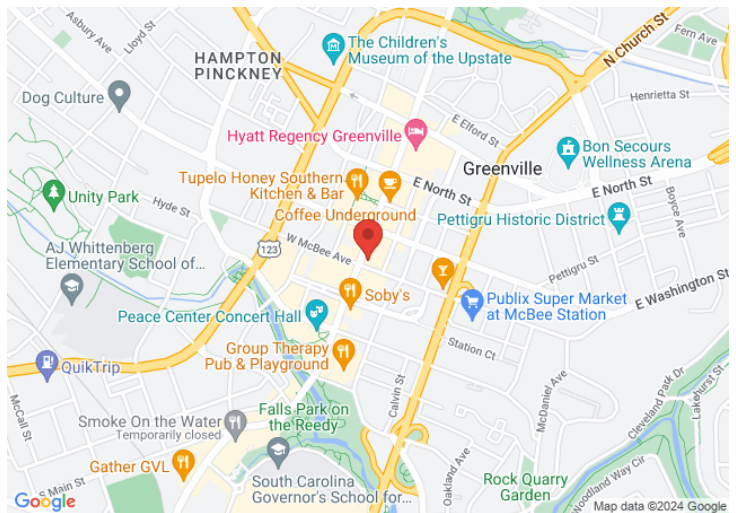 Asbury Ave
Lloyd St
N Church St
Fern Ave
HAMPTON
PINCKNEY
The Children's
Museum of the Upstate
Dog Culture
Henrietta St
E Elford St
Hyatt Regency Greenville
Bon Secours
Wellness Arena
Greenville
Tupelo Honey Southern
Kitchen & Bar
E North St
E North St
Boyce Ave
Unity Park
Hyde St
Coffee Underground
Pettigru Historic District
AJ Whittenberg
Elementary School of...
123
W McBee Ave
Pettigru St
E Washington St
Soby's
Publix Super Market
at McBee Station
Peace Center Concert Hall
Station Ct
QuikTrip
Group Therapy
Pub & Playground
McCall St
Calvin St
McDaniel Ave
Cleveland Park Dr
Lakehurst St
Smoke On the Water
Temporarily closed
Falls Park on
the Reedy
Gather GVL
Oakland Ave
S Main St
South Carolina
Governor's School for...
Rock Quarry
Garden
Woodland Way Cir
Google
Map data ©2024 Google